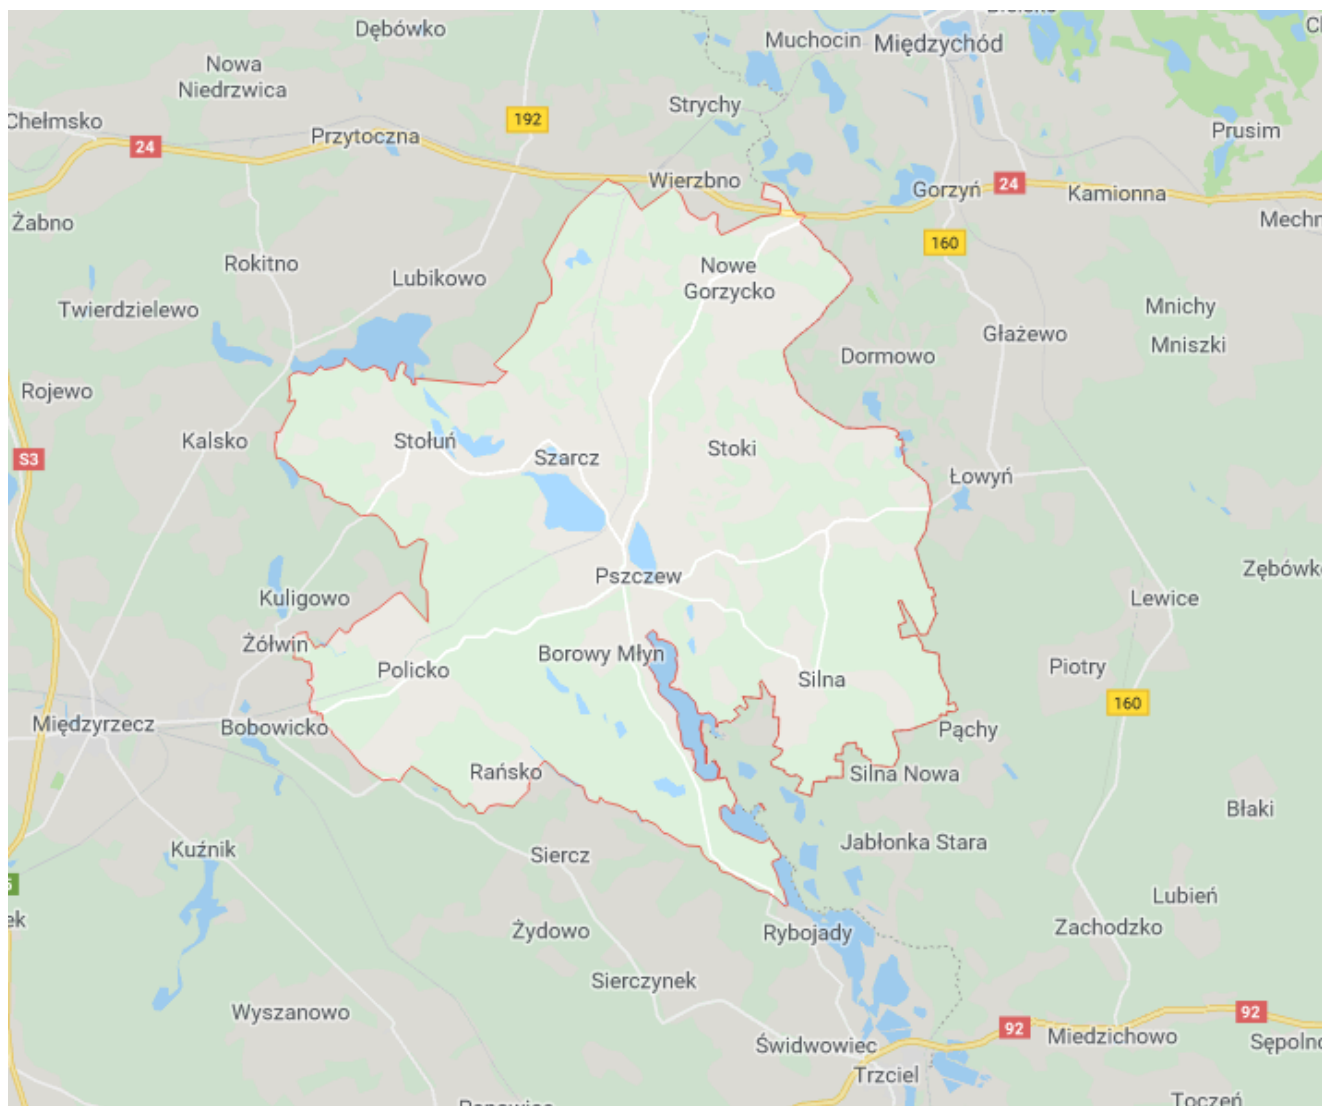 Dębówko
Muchocin
Międzychód
Nowa
Niedrzwica
Strychy
192
Chełmsko
Przytoczna
Prusim
24
Wierzbno
Gorzyń
24
Kamionna
Żabno
160
Rokitno
Lubikowo
Nowe
Gorzycko
Twierdzielewo
Mnichy
Głażewo
Mniszki
Dormowo
Rojewo
Kalsko
Stołuń
Szarcz
Stoki
S3
Łowyń
Pszczew
Kuligowo
Lewice
Żółwin
Borowy Młyn
Policko
Silna
Piotry
160
Międzyrzecz
Bobowicko
Pąchy
Rańsko
Silna Nowa
Błaki
Kuźnik
Siercz
Jabłonka Stara
Lubień
Żydowo
Rybojady
Zachodzko
Sierczynek
Wyszanowo
92
92
Miedzichowo
Świdwowiec
Trzciel
Toczeń